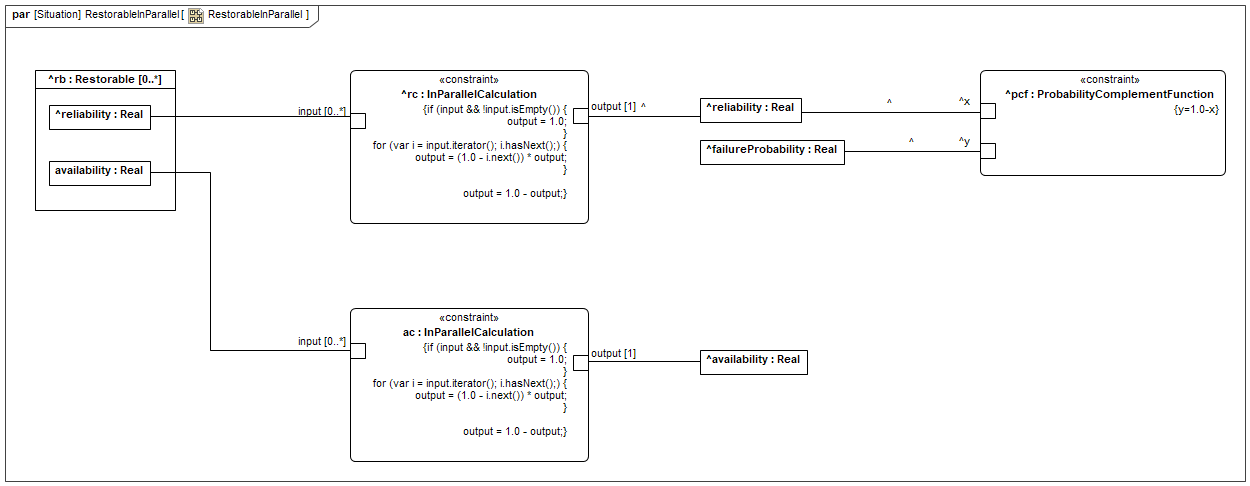 par [Situation] RestorableInParallel [ RestorableInParallel ]
^rb : Restorable [0..*]
^reliability : Real
availability : Real
input [0..*]
«constraint»
^rc : InParallelCalculation
{if (input && !input.isEmpty()) {
output = 1.0;
}
for (var i = input.iterator(); i.hasNext();) {
output = (1.0 - i.next()) * output;
}
output = 1.0 - output;}
output [1] ^
^reliability : Real
^
^x
^failureProbability : Real
^
^y
«constraint»
^pcf : ProbabilityComplementFunction
{y=1.0-x}
input [0..*]
«constraint»
ac : InParallelCalculation
{if (input && !input.isEmpty()) {
output = 1.0;
}
for (var i = input.iterator(); i.hasNext();) {
output = (1.0 - i.next()) * output;
}
output = 1.0 - output;}
output [1]
^availability : Real